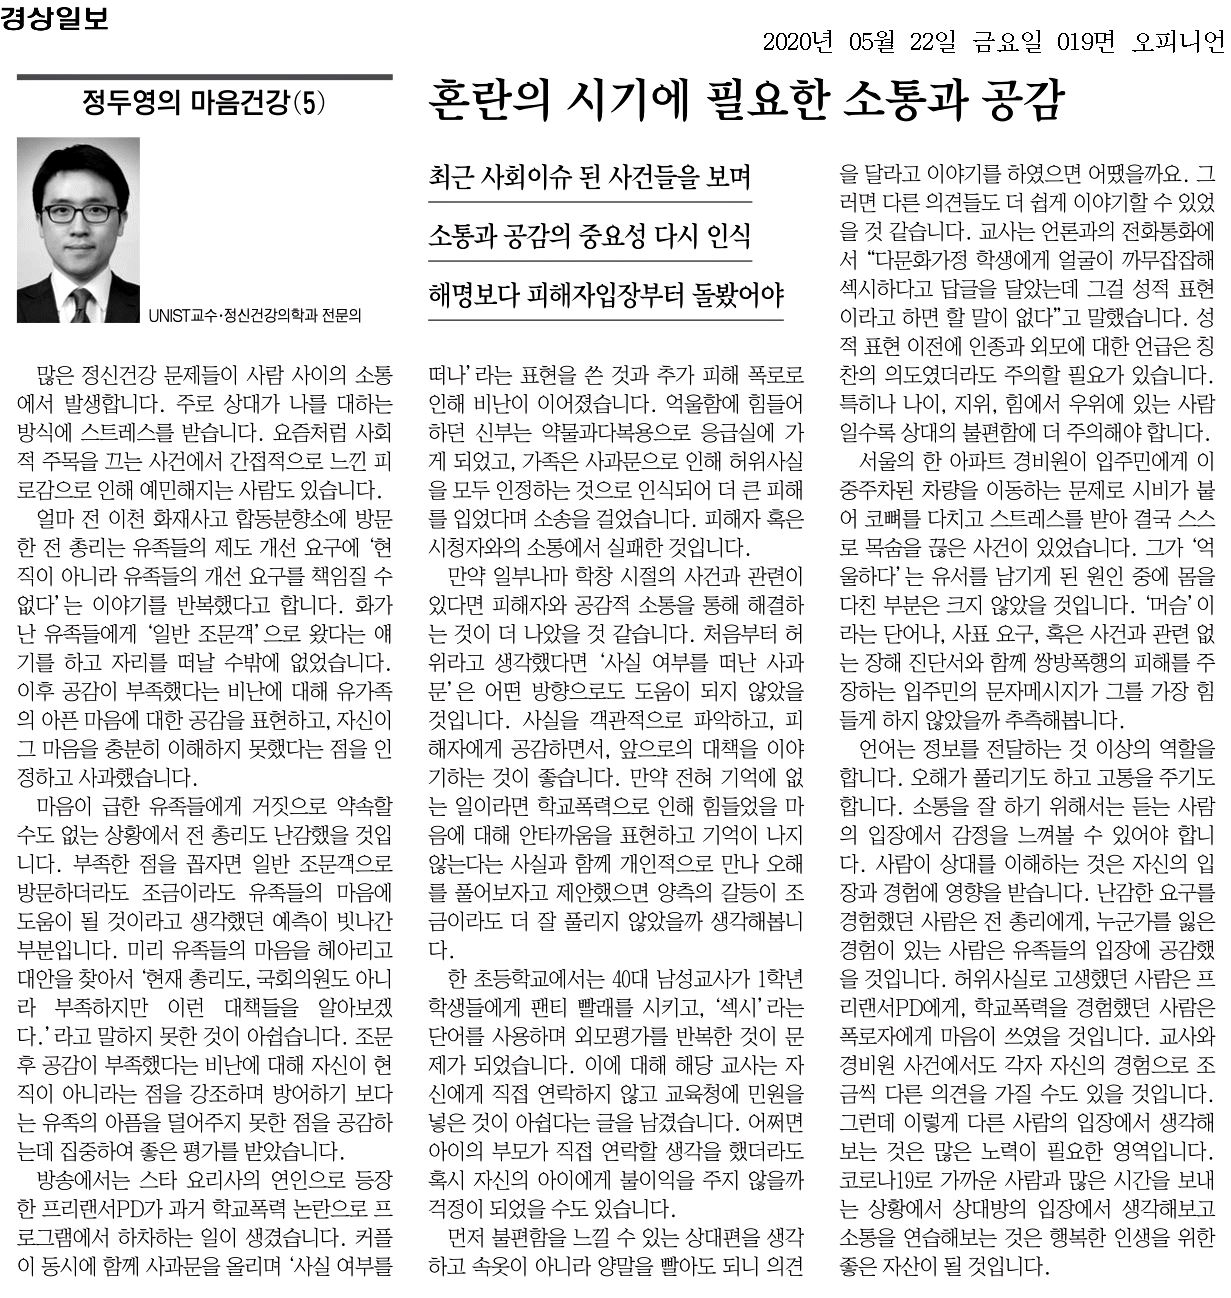 경상일보
2020년 05월 22일 금요일 019면 오피니언
정두영의 마음건강(5)
UNIST교수·정신건강의학과 전문의
혼란의 시기에 필요한 소통과 공감
최근 사회이슈 된 사건들을 보며
소통과 공감의 중요성 다시 인식
해명보다 피해자입장부터 돌봤어야
많은 정신건강 문제들이 사람 사이의 소통
에서 발생합니다. 주로 상대가 나를 대하는
방식에 스트레스를 받습니다. 요즘처럼 사회
적 주목을 끄는 사건에서 간접적으로 느낀 피
로감으로 인해 예민해지는 사람도 있습니다.
얼마 전 이천 화재사고 합동분향소에 방문
한 전 총리는 유족들의 제도 개선 요구에 ‘현
직이 아니라 유족들의 개선 요구를 책임질 수
없다’는 이야기를 반복했다고 합니다. 화가
난 유족들에게 ‘일반 조문객’으로 왔다는 얘
기를 하고 자리를 떠날 수밖에 없었습니다.
이후 공감이 부족했다는 비난에 대해 유가족
의 아픈 마음에 대한 공감을 표현하고, 자신이
그 마음을 충분히 이해하지 못했다는 점을 인
정하고 사과했습니다.
마음이 급한 유족들에게 거짓으로 약속할
수도 없는 상황에서 전 총리도 난감했을 것입
니다. 부족한 점을 꼽자면 일반 조문객으로
방문하더라도 조금이라도 유족들의 마음에
도움이 될 것이라고 생각했던 예측이 빗나간
부분입니다. 미리 유족들의 마음을 헤아리고
대안을 찾아서 ‘현재 총리도, 국회의원도 아니
라 부족하지만 이런 대책들을 알아보겠
다.’라고 말하지 못한 것이 아쉽습니다. 조문
후 공감이 부족했다는 비난에 대해 자신이 현
직이 아니라는 점을 강조하며 방어하기 보다
는 유족의 아픔을 덜어주지 못한 점을 공감하
는데 집중하여 좋은 평가를 받았습니다.
방송에서는 스타 요리사의 연인으로 등장
한 프리랜서PD가 과거 학교폭력 논란으로 프
로그램에서 하차하는 일이 생겼습니다. 커플
이 동시에 함께 사과문을 올리며 ‘사실 여부를
떠나’라는 표현을 쓴 것과 추가 피해 폭로로
인해 비난이 이어졌습니다. 억울함에 힘들어
하던 신부는 약물과다복용으로 응급실에 가
게 되었고, 가족은 사과문으로 인해 허위사실
을 모두 인정하는 것으로 인식되어 더 큰 피해
를 입었다며 소송을 걸었습니다. 피해자 혹은
시청자와의 소통에서 실패한 것입니다.
만약 일부나마 학창 시절의 사건과 관련이
있다면 피해자와 공감적 소통을 통해 해결하
는 것이 더 나았을 것 같습니다. 처음부터 허
위라고 생각했다면 ‘사실 여부를 떠난 사과
문’은 어떤 방향으로도 도움이 되지 않았을
것입니다. 사실을 객관적으로 파악하고, 피
해자에게 공감하면서, 앞으로의 대책을 이야
기하는 것이 좋습니다. 만약 전혀 기억에 없
는 일이라면 학교폭력으로 인해 힘들었을 마
음에 대해 안타까움을 표현하고 기억이 나지
않는다는 사실과 함께 개인적으로 만나 오해
를 풀어보자고 제안했으면 양측의 갈등이 조
금이라도 더 잘 풀리지 않았을까 생각해봅니
다.
한 초등학교에서는 40대 남성교사가 1학년
학생들에게 팬티 빨래를 시키고, ‘섹시’라는
단어를 사용하며 외모평가를 반복한 것이 문
제가 되었습니다. 이에 대해 해당 교사는 자
신에게 직접 연락하지 않고 교육청에 민원을
넣은 것이 아쉽다는 글을 남겼습니다. 어쩌면
아이의 부모가 직접 연락할 생각을 했더라도
혹시 자신의 아이에게 불이익을 주지 않을까
걱정이 되었을 수도 있습니다.
먼저 불편함을 느낄 수 있는 상대편을 생각
하고 속옷이 아니라 양말을 빨아도 되니 의견
을 달라고 이야기를 하였으면 어땠을까요. 그
러면 다른 의견들도 더 쉽게 이야기할 수 있었
을 것 같습니다. 교사는 언론과의 전화통화에
서 “다문화가정 학생에게 얼굴이 까무잡잡해
섹시하다고 답글을 달았는데 그걸 성적 표현
이라고 하면 할 말이 없다”고 말했습니다. 성
적 표현 이전에 인종과 외모에 대한 언급은 칭
찬의 의도였더라도 주의할 필요가 있습니다.
특히나 나이, 지위, 힘에서 우위에 있는 사람
일수록 상대의 불편함에 더 주의해야 합니다.
서울의 한 아파트 경비원이 입주민에게 이
중주차된 차량을 이동하는 문제로 시비가 붙
어 코뼈를 다치고 스트레스를 받아 결국 스스
로 목숨을 끊은 사건이 있었습니다. 그가 ‘억
울하다’는 유서를 남기게 된 원인 중에 몸을
다친 부분은 크지 않았을 것입니다. ‘머슴’이
라는 단어나, 사표 요구, 혹은 사건과 관련 없
는 장해 진단서와 함께 쌍방폭행의 피해를 주
장하는 입주민의 문자메시지가 그를 가장 힘
들게 하지 않았을까 추측해봅니다.
언어는 정보를 전달하는 것 이상의 역할을
합니다. 오해가 풀리기도 하고 고통을 주기도
합니다. 소통을 잘 하기 위해서는 듣는 사람
의 입장에서 감정을 느껴볼 수 있어야 합니
다. 사람이 상대를 이해하는 것은 자신의 입
장과 경험에 영향을 받습니다. 난감한 요구를
경험했던 사람은 전 총리에게, 누군가를 잃은
경험이 있는 사람은 유족들의 입장에 공감했
을 것입니다. 허위사실로 고생했던 사람은 프
리랜서PD에게, 학교폭력을 경험했던 사람은
폭로자에게 마음이 쓰였을 것입니다. 교사와
경비원 사건에서도 각자 자신의 경험으로 조
금씩 다른 의견을 가질 수도 있을 것입니다.
그런데 이렇게 다른 사람의 입장에서 생각해
보는 것은 많은 노력이 필요한 영역입니다.
코로나19로 가까운 사람과 많은 시간을 보내
는 상황에서 상대방의 입장에서 생각해보고
소통을 연습해보는 것은 행복한 인생을 위한
좋은 자산이 될 것입니다.